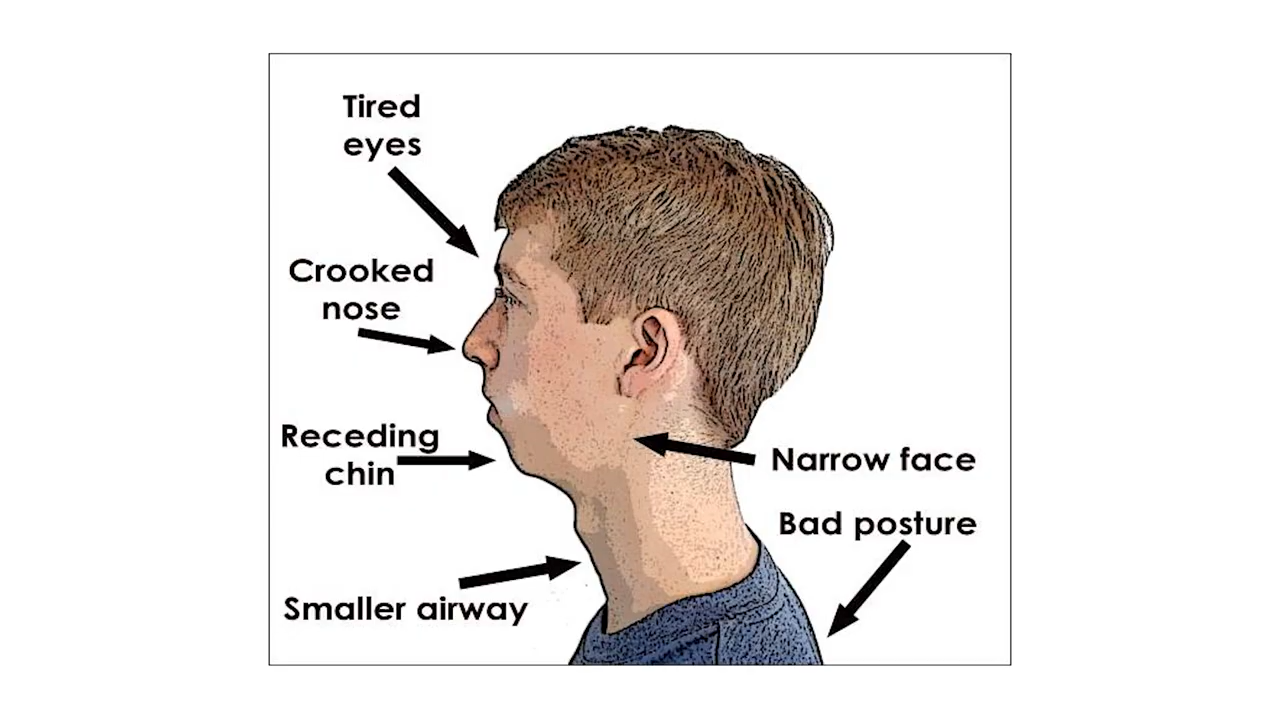 Tired
eyes
Crooked
nose
Receding
chin
Narrow face
Bad posture
Smaller airway